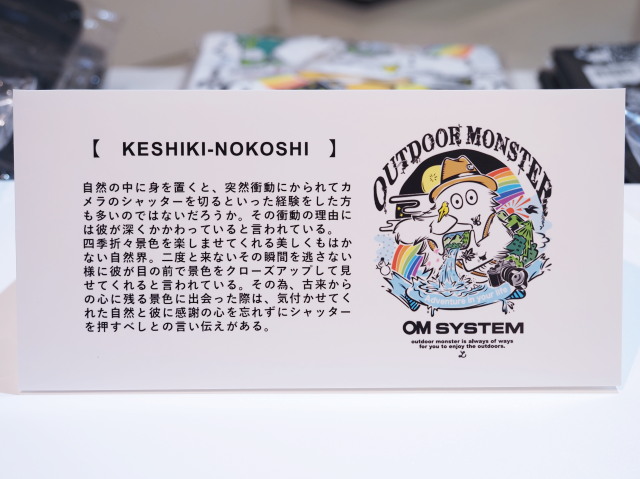 【 KESHIKI-NOKOSHI 】
自然の中に身を置くと、突然衝動にかられてカ
メラのシャッターを切るといった経験をした方
も多いのではないだろうか。その衝動の理由に
は彼が深くかかわっていると言われている。
四季折々景色を楽しませてくれる美しくもはか
ない自然界。二度と来ないその瞬間を逃さない
様に彼が目の前で景色をクローズアップして見
せてくれると言われている。その為、古来から
の心に残る景色に出会った際は、気付かせてく
れた自然と彼に感謝の心を忘れずにシャッター
を押すべしとの言い伝えがある。
OUTDOOR MONSTER
Adventure in your life
OM SYSTEM
outdoor monster is always of ways
for you to enjoy the outdoors.